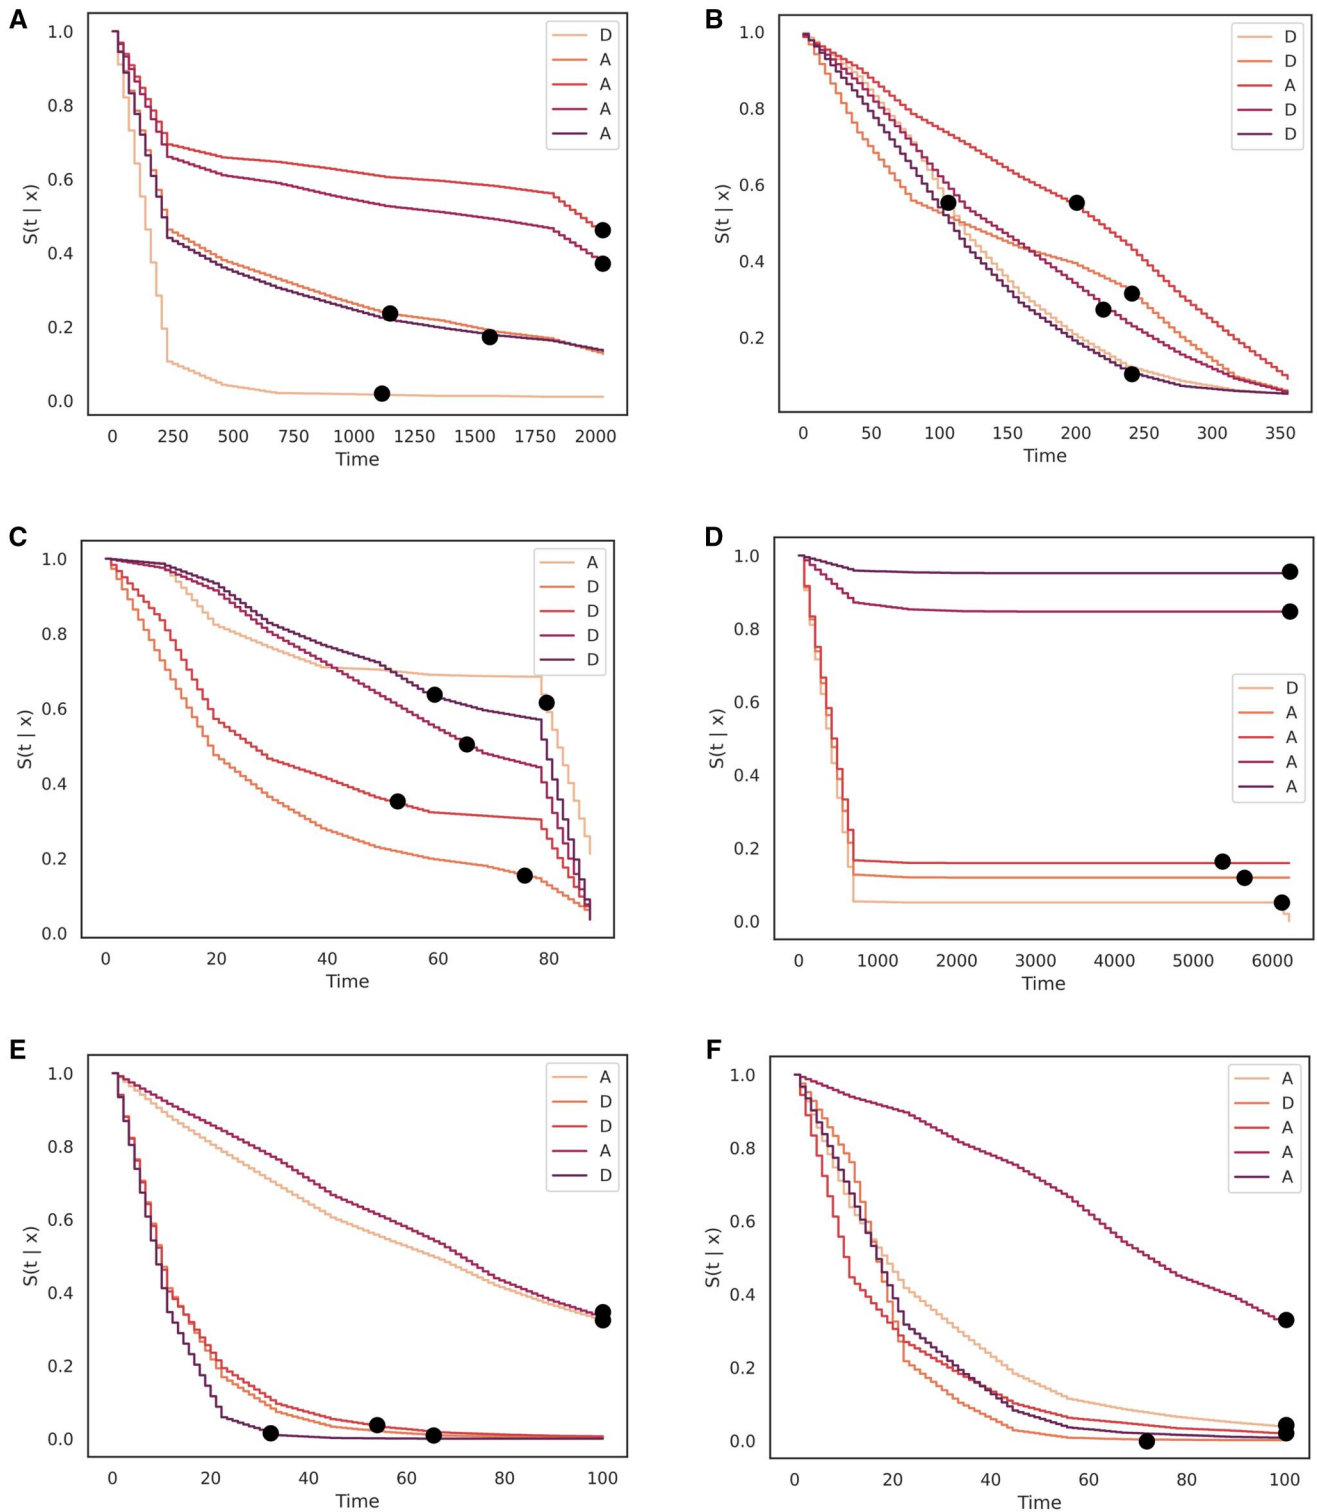 A
1.0
0.8
0.6
0.4
0.2
0.0
S(t | x)
0 250 500 750 1000 1250 1500 1750 2000
Time
D
A
A
A
A
B
1.0
0.8
0.6
0.4
0.2
S(t | x)
0 50 100 150 200 250 300 350
Time
D
D
A
D
D
C
1.0
0.8
0.6
0.4
0.2
0.0
S(t | x)
0 20 40 60 80
Time
A
D
D
D
D
D
1.0
0.8
0.6
0.4
0.2
0.0
S(t | x)
0 1000 2000 3000 4000 5000 6000
Time
D
A
A
A
A
E
1.0
0.8
0.6
0.4
0.2
0.0
S(t | x)
0 20 40 60 80 100
Time
A
D
D
A
D
F
1.0
0.8
0.6
0.4
0.2
0.0
S(t | x)
0 20 40 60 80 100
Time
A
D
A
A
A